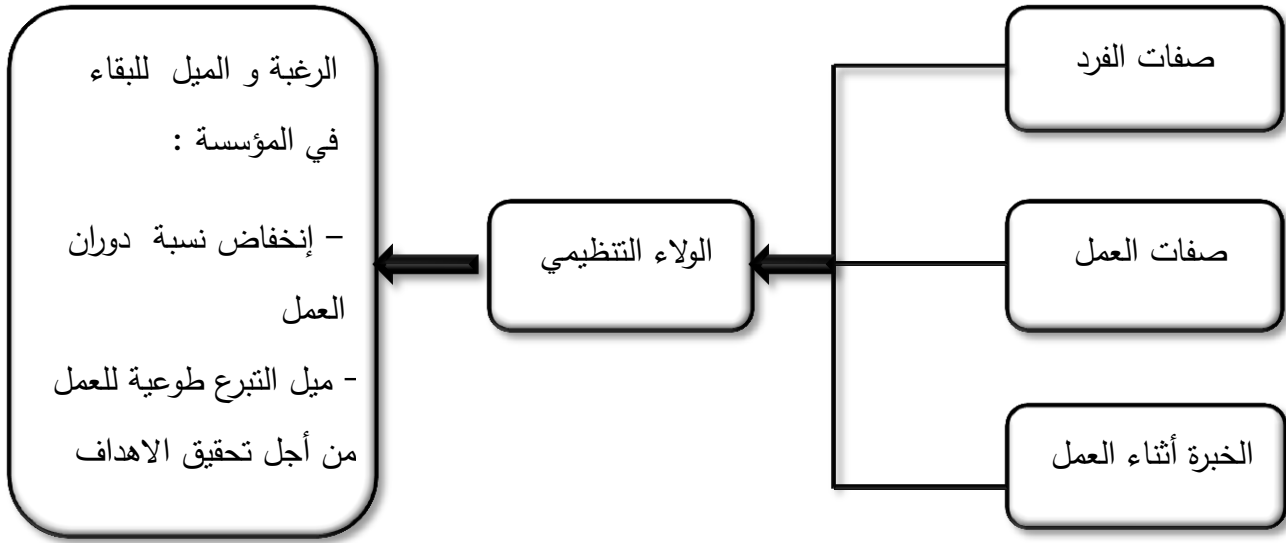 صفات الفرد
صفات العمل
الخبرة أثناء العمل
الولاء التنظيمي
الرغبة و الميل للبقاء
في المؤسسة :
– إنخفاض نسبة دوران
العمل
- ميل التبرع طوعية للعمل
من أجل تحقيق الاهداف